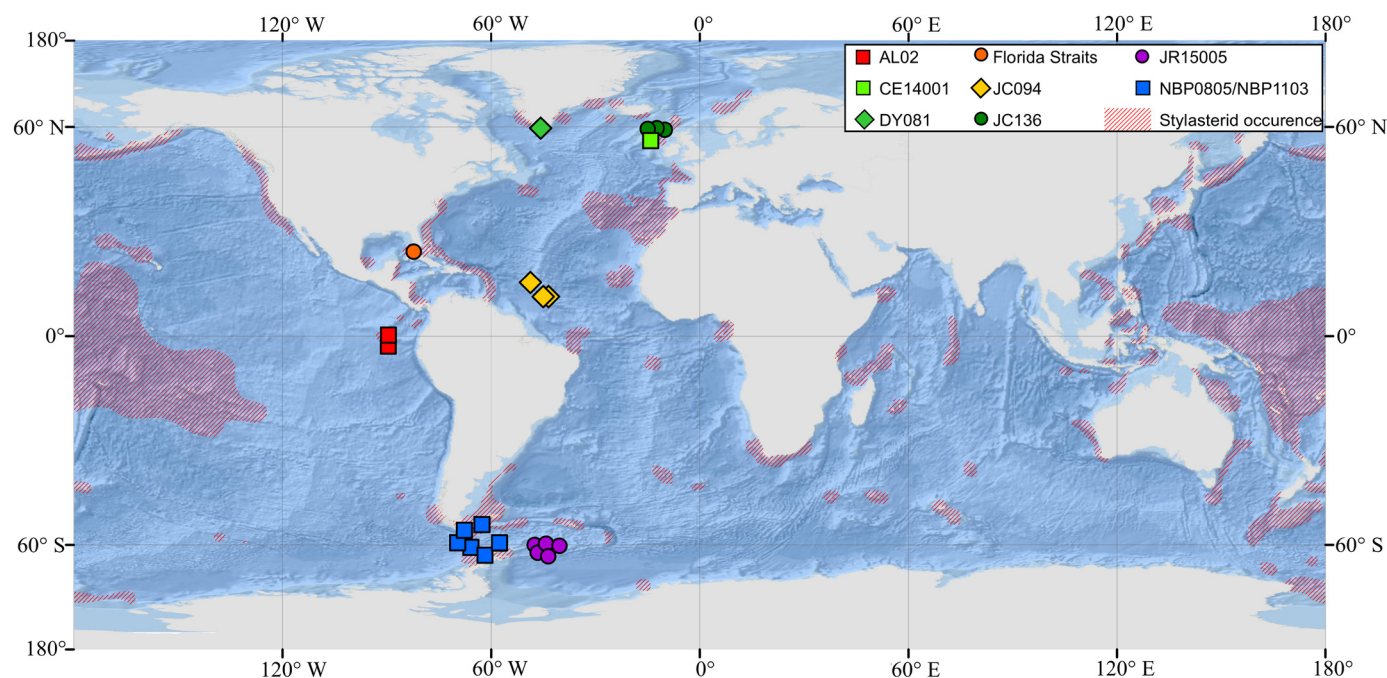 120° W 60° W 0° 60° E 120° E 180°
180°
AL02 Florida Straits JR15005
CE14001 JC094 NBP0805/NBP1103
DY081 JC136 Stylasterid occurence
60° N 60° N
0° 0°
60° S 60° S
180°
120° W 60° W 0° 60° E 120° E 180°